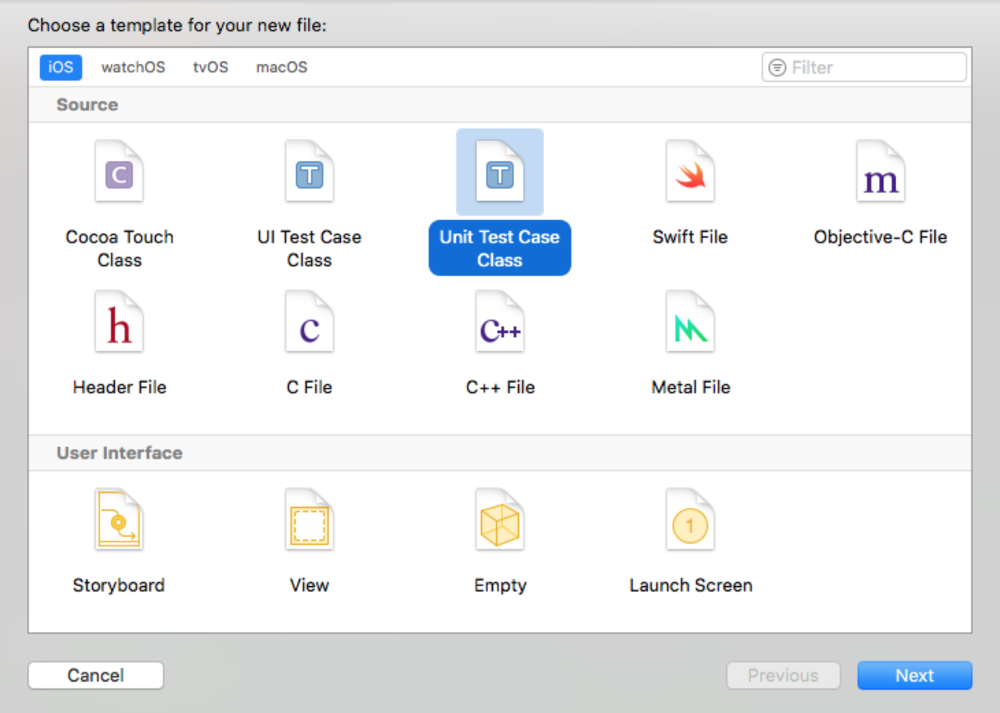 Choose a template for your new file:
iOS watchOS tvOS macOS Filter
Source
C T T m
Cocoa Touch Class
UI Test Case Class
Unit Test Case Class
Swift File
Objective-C File
h c C++
Header File
C File
C++ File
Metal File
User Interface
1
Storyboard
View
Empty
Launch Screen
Cancel Previous Next